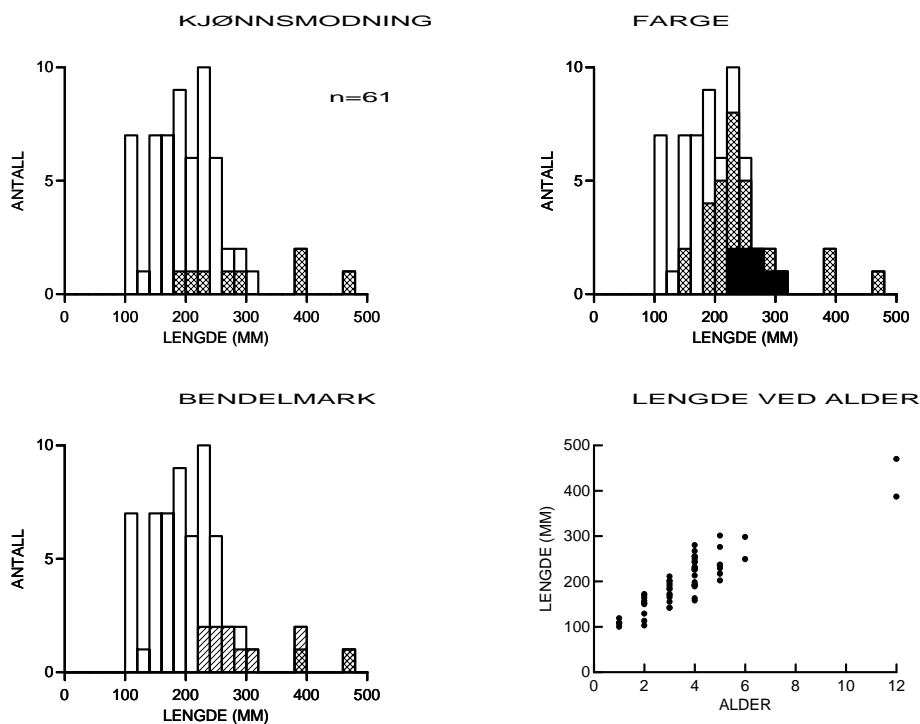 KJØNNSMODNING
10
n=61
ANTALL
5
0
0 100 200 300 400 500
LENGDE (MM)
FARGE
10
ANTALL
5
0
0 100 200 300 400 500
LENGDE (MM)
BENDELMARK
10
ANTALL
5
0
0 100 200 300 400 500
LENGDE (MM)
LENGDE VED ALDER
500
400
LENGDE (MM)
300
200
100
0
0 2 4 6 8 10 12
ALDER